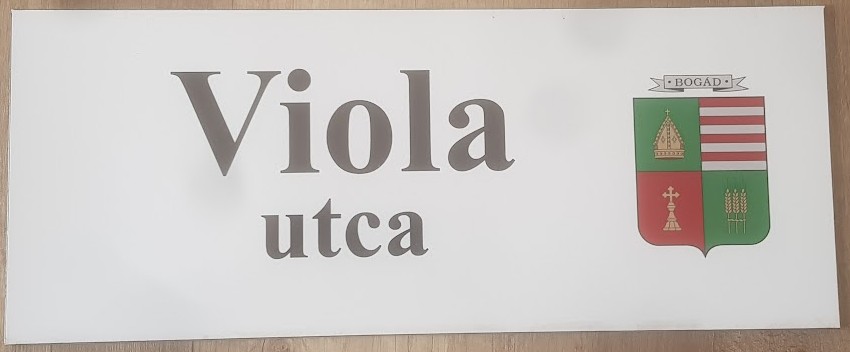 Viola
utca
· BOGÁD ·